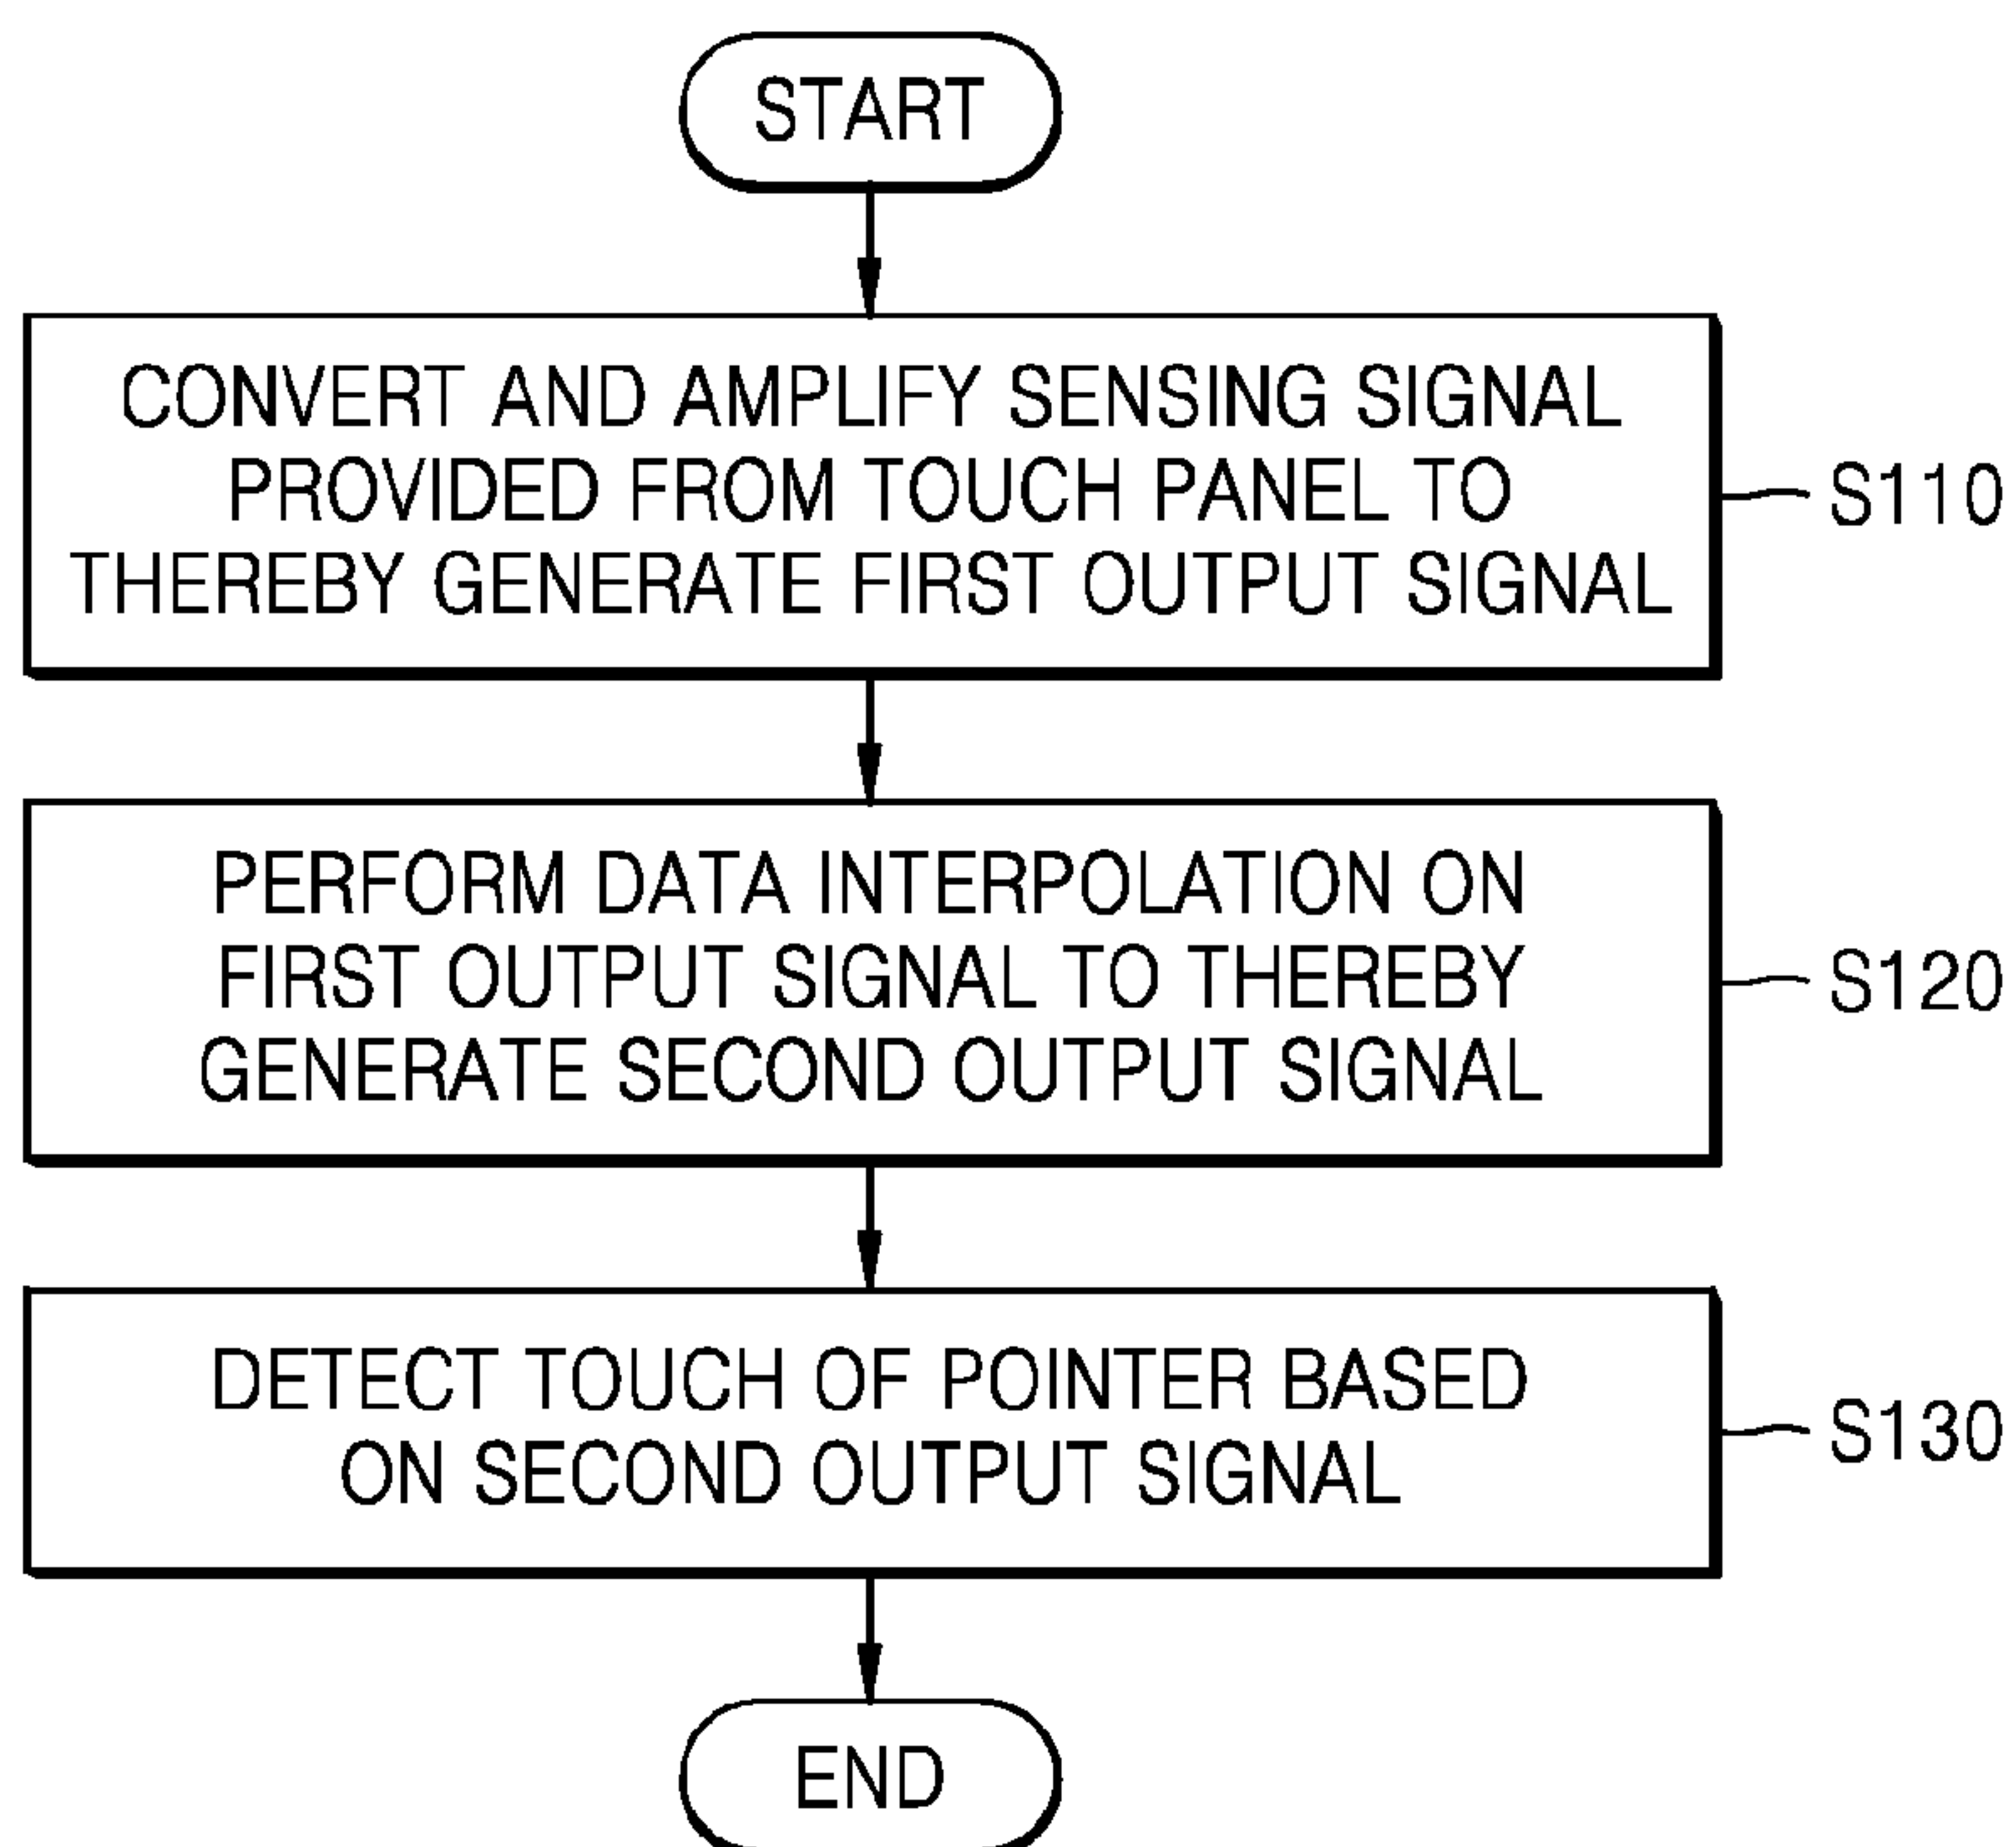 START
CONVERT AND AMPLIFY SENSING SIGNAL
PROVIDED FROM TOUCH PANEL TO
THEREBY GENERATE FIRST OUTPUT SIGNAL
S110
PERFORM DATA INTERPOLATION ON
FIRST OUTPUT SIGNAL TO THEREBY
GENERATE SECOND OUTPUT SIGNAL
S120
DETECT TOUCH OF POINTER BASED
ON SECOND OUTPUT SIGNAL
S130
END